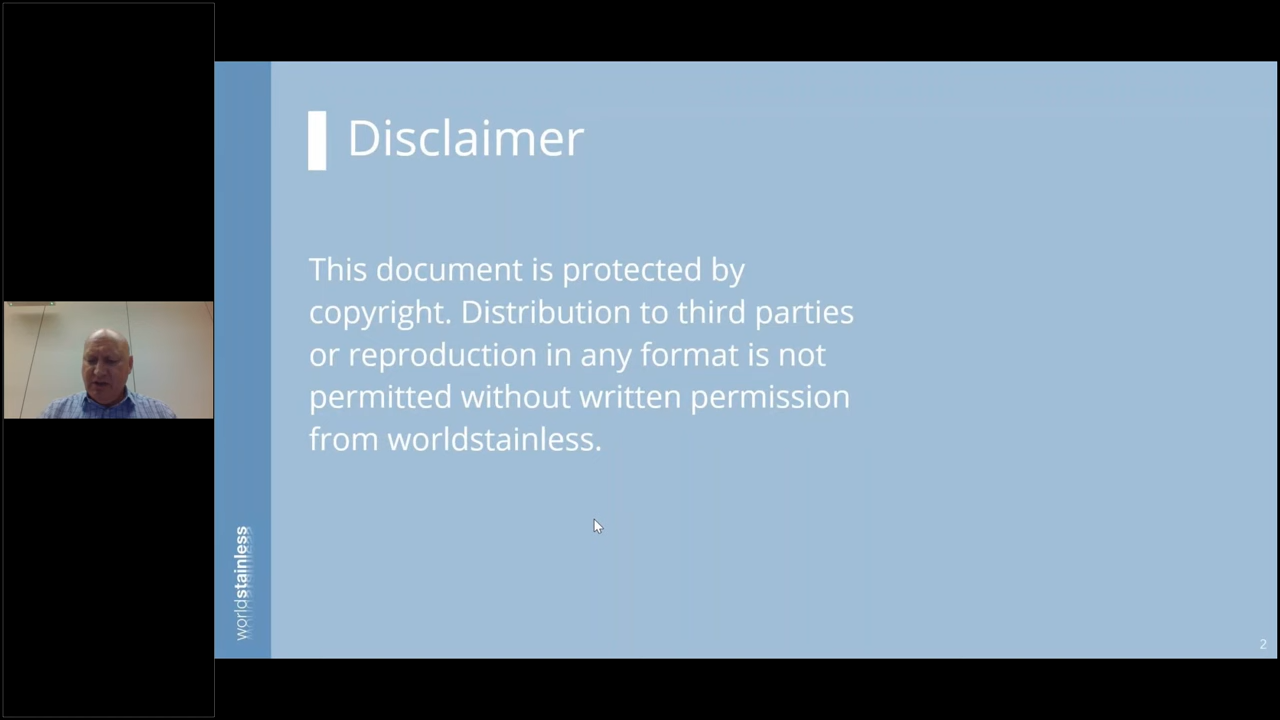 Disclaimer
This document is protected by
copyright. Distribution to third parties
or reproduction in any format is not
permitted without written permission
from worldstainless.
worldstainless
2